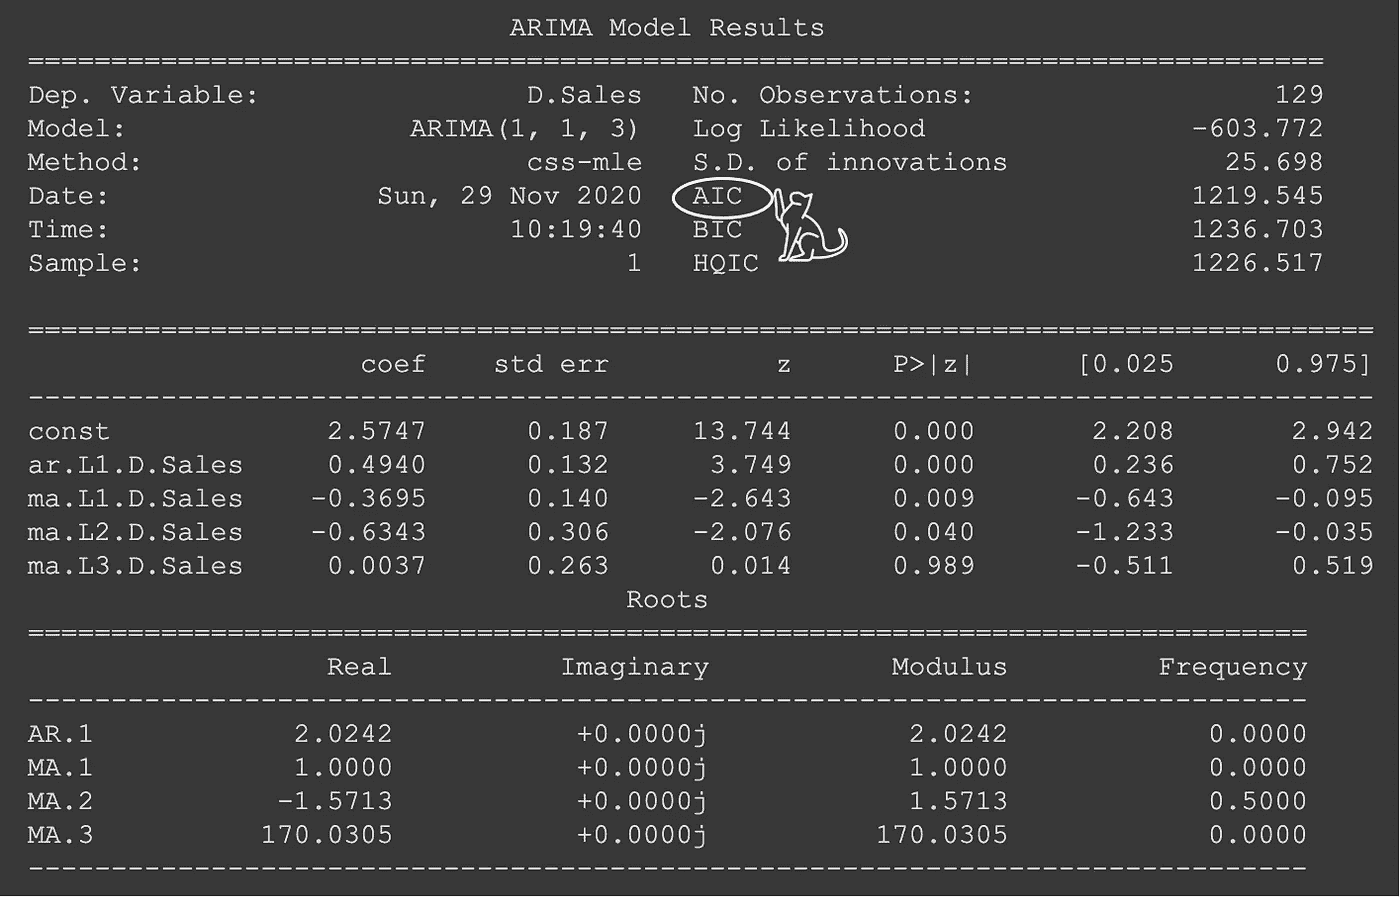 ARIMA Model Results
==============================================================================
Dep. Variable: D.Sales No. Observations: 129
Model: ARIMA(1, 1, 3) Log Likelihood -603.772
Method: css-mle S.D. of innovations 25.698
Date: Sun, 29 Nov 2020 AIC 1219.545
Time: 10:19:40 BIC 1236.703
Sample: 1 HQIC 1226.517
=================================================================================
coef std err z P>|z| [0.025 0.975]
---------------------------------------------------------------------------------
const 2.5747 0.187 13.744 0.000 2.208 2.942
ar.L1.D.Sales 0.4940 0.132 3.749 0.000 0.236 0.752
ma.L1.D.Sales -0.3695 0.140 -2.643 0.009 -0.643 -0.095
ma.L2.D.Sales -0.6343 0.306 -2.076 0.040 -1.233 -0.035
ma.L3.D.Sales 0.0037 0.263 0.014 0.989 -0.511 0.519
Roots
=============================================================================
Real Imaginary Modulus Frequency
-----------------------------------------------------------------------------
AR.1 2.0242 +0.0000j 2.0242 0.0000
MA.1 1.0000 +0.0000j 1.0000 0.0000
MA.2 -1.5713 +0.0000j 1.5713 0.5000
MA.3 170.0305 +0.0000j 170.0305 0.0000
-----------------------------------------------------------------------------